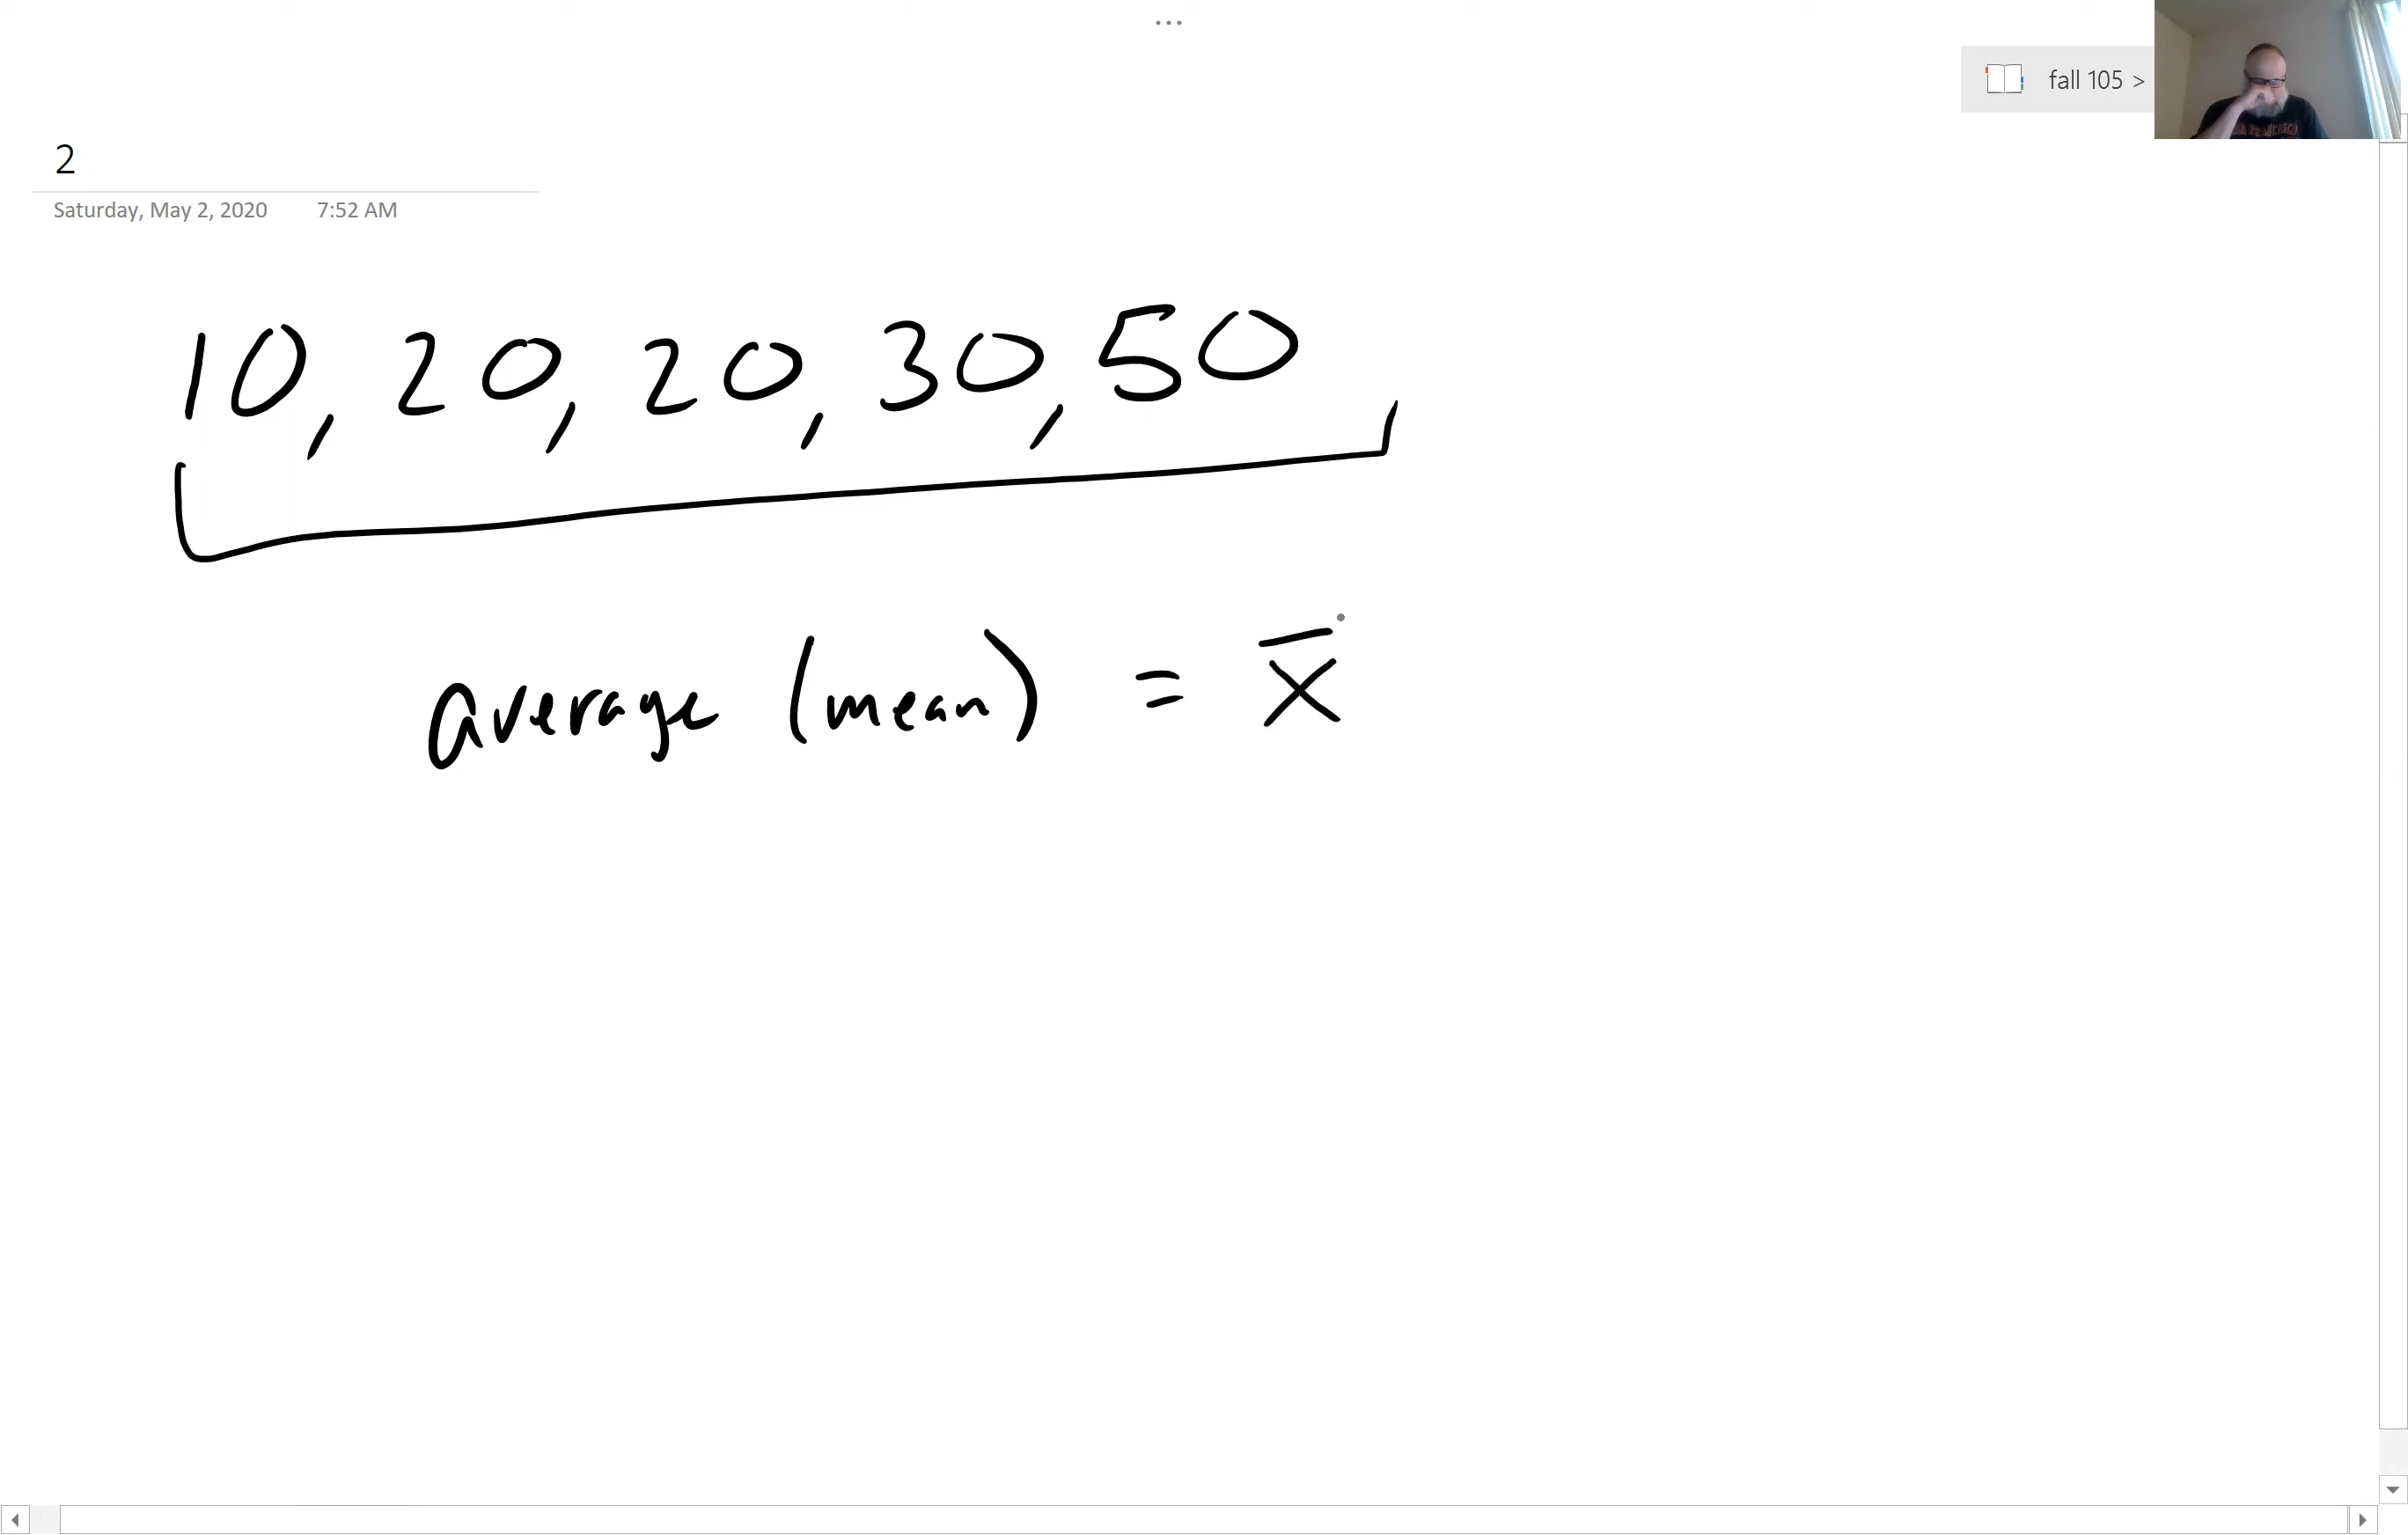 ...
fall 105 >
2
Saturday, May 2, 2020 7:52 AM
10, 20, 20, 30, 50
average (mean) = x̅